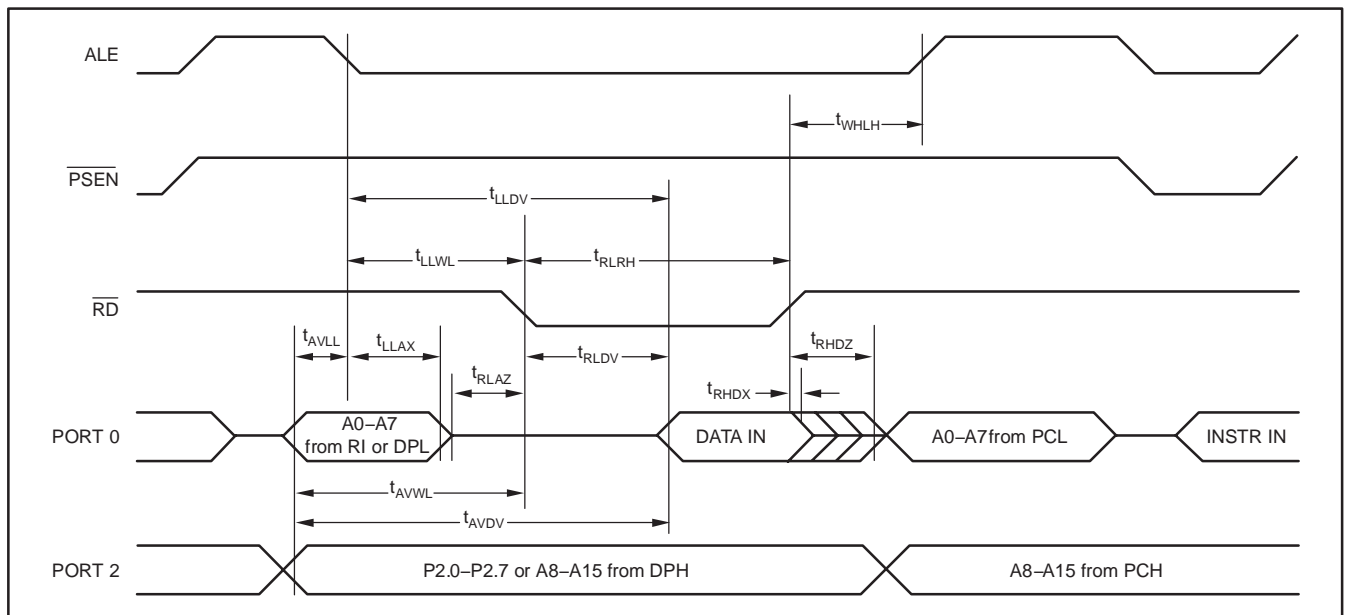 ALE
tWHLH
PSEN
tLLDV
tLLWL
tRLRH
RD
tAVLL
tLLAX
tRLAZ
tRLDV
tRHDZ
tRHDX
PORT 0
A0–A7
from RI or DPL
DATA IN
A0–A7from PCL
INSTR IN
tAVWL
tAVDV
PORT 2
P2.0–P2.7 or A8–A15 from DPH
A8–A15 from PCH